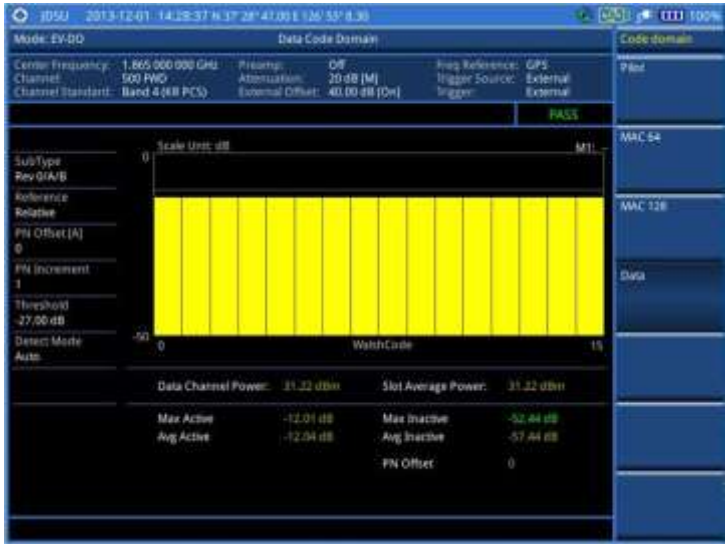 JDSU 2013-12-01 14:28:37 N 37° 28' 47.00 E 126° 53' 8.30 100%
Mode: EV-DO Data Code Domain Code domain
Center Frequency: 1.865 000 000 GHz Preamp: Off Freq Reference: GPS
Channel: 500 FWD Attenuation: 20 dB [M] Trigger Source: External
Channel Standard: Band 4 (KR PCS) External Offset: 40.00 dB [On] Trigger: External
PASS
Pilot
MAC 64
MAC 128
Data
Scale Unit: dB M1: --
0
SubType
Rev 0/A/B
Reference
Relative
PN Offset [A]
0
PN Increment
1
Threshold
-27.00 dB
Detect Mode
Auto
-50
0 WalshCode 15
Data Channel Power: 31.22 dBm Slot Average Power: 31.22 dBm
Max Active -12.01 dB Max Inactive -52.44 dB
Avg Active -12.04 dB Avg Inactive -57.44 dB
PN Offset 0